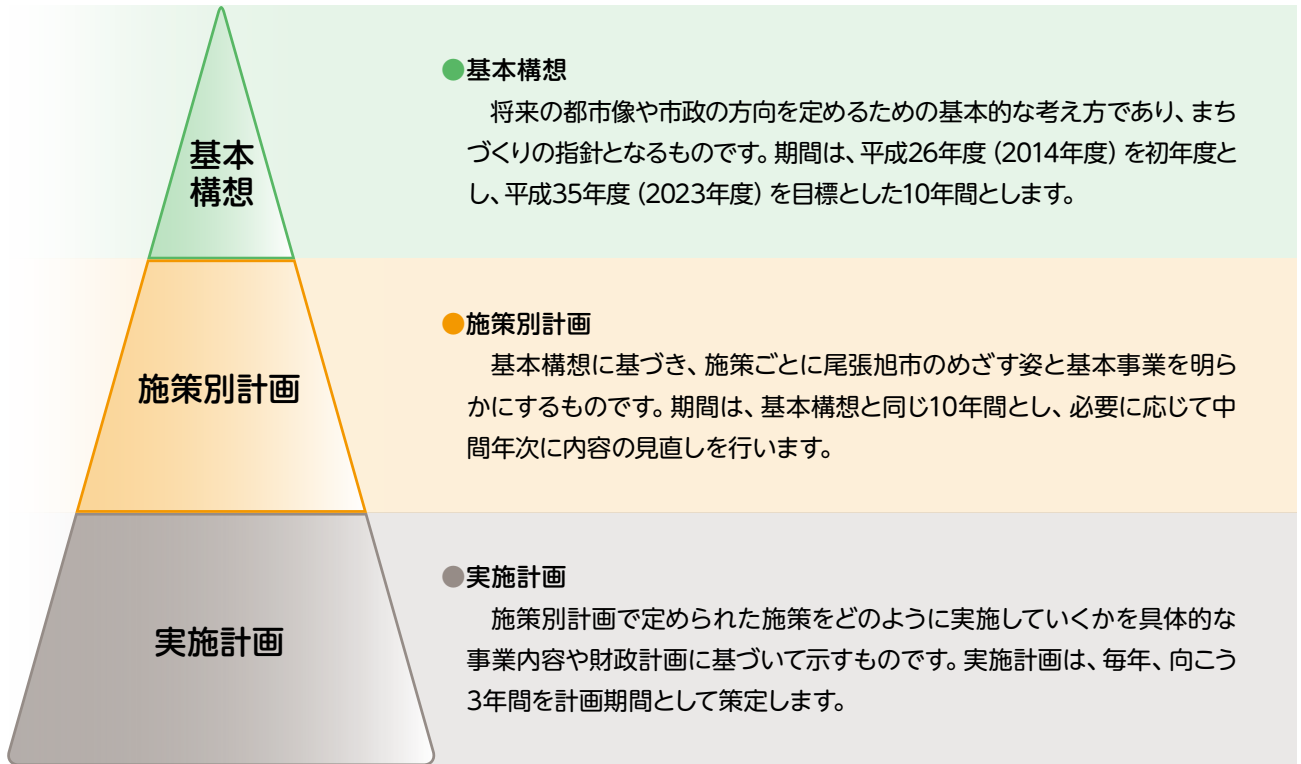 基本
構想
●基本構想
　将来の都市像や市政の方向を定めるための基本的な考え方であり、まち
づくりの指針となるものです。期間は、平成26年度（2014年度）を初年度と
し、平成35年度（2023年度）を目標とした10年間とします。
施策別計画
●施策別計画
　基本構想に基づき、施策ごとに尾張旭市のめざす姿と基本事業を明ら
かにするものです。期間は、基本構想と同じ10年間とし、必要に応じて中
間年次に内容の見直しを行います。
実施計画
●実施計画
　施策別計画で定められた施策をどのように実施していくかを具体的な
事業内容や財政計画に基づいて示すものです。実施計画は、毎年、向こう
3年間を計画期間として策定します。